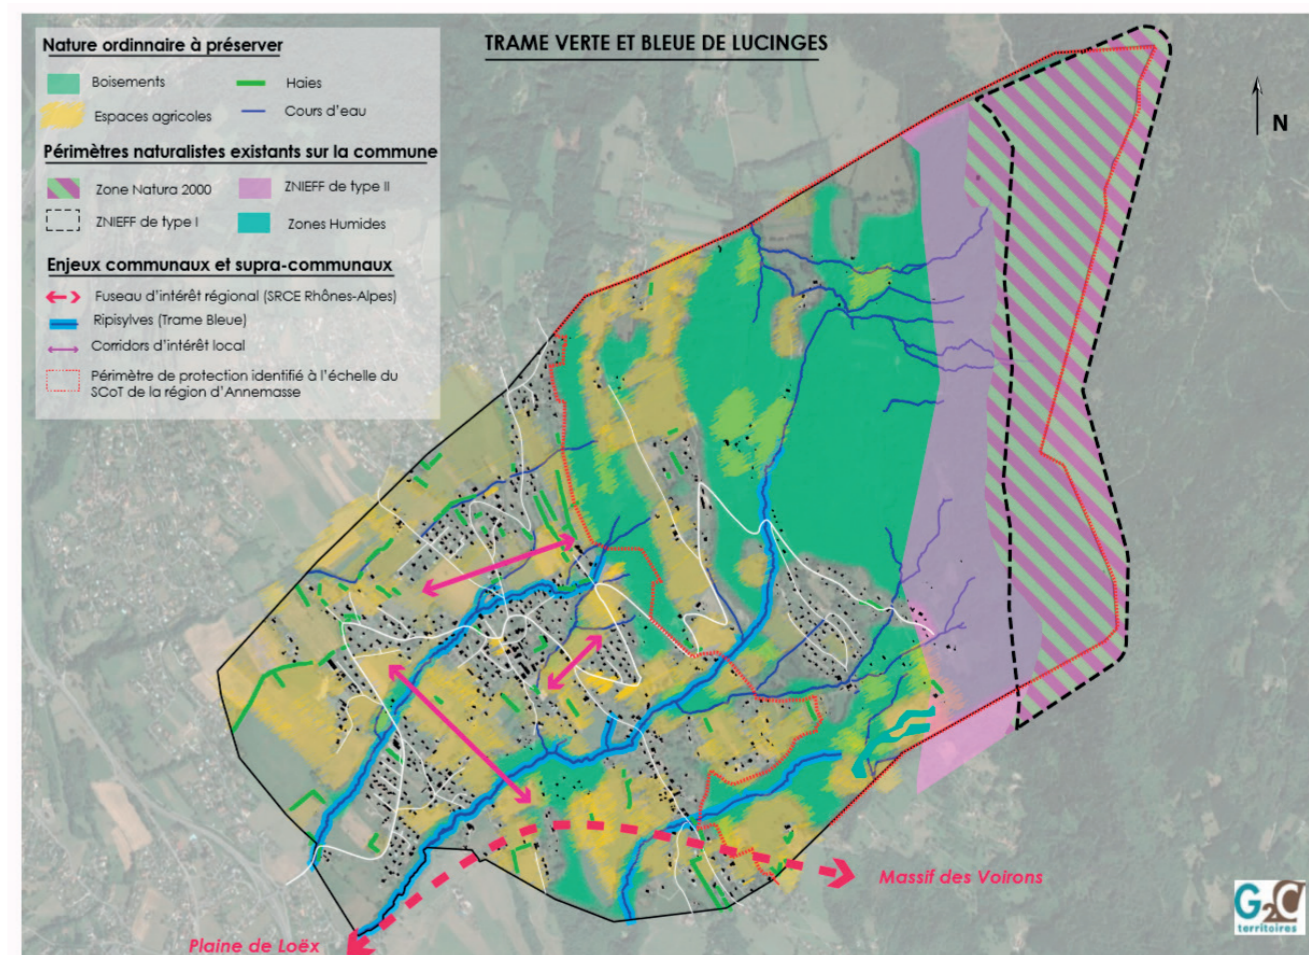 TRAME VERTE ET BLEUE DE LUCINGES
Nature ordinnaire à préserver
Boisements
Haies
Espaces agricoles
Cours d'eau
Périmètres naturalistes existants sur la commune
Zone Natura 2000
ZNIEFF de type II
ZNIEFF de type I
Zones Humides
Enjeux communaux et supra-communaux
Fuseau d'intérêt régional (SRCE Rhônes-Alpes)
Ripisylves (Trame Bleue)
Corridors d'intérêt local
Périmètre de protection identifié à l'échelle du
SCoT de la région d'Annemasse
N
Massif des Voirons
Plaine de Loëx
G2C
territoires